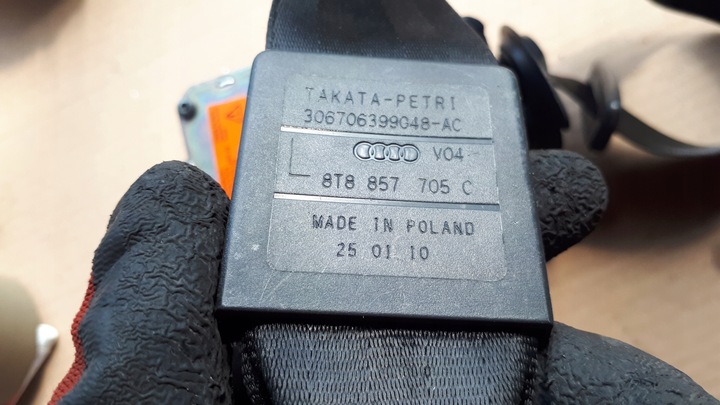 TAKATA-PETRI
306706399048-AC
V04
L
8T8 857 705 C
MADE IN POLAND
25 01 10